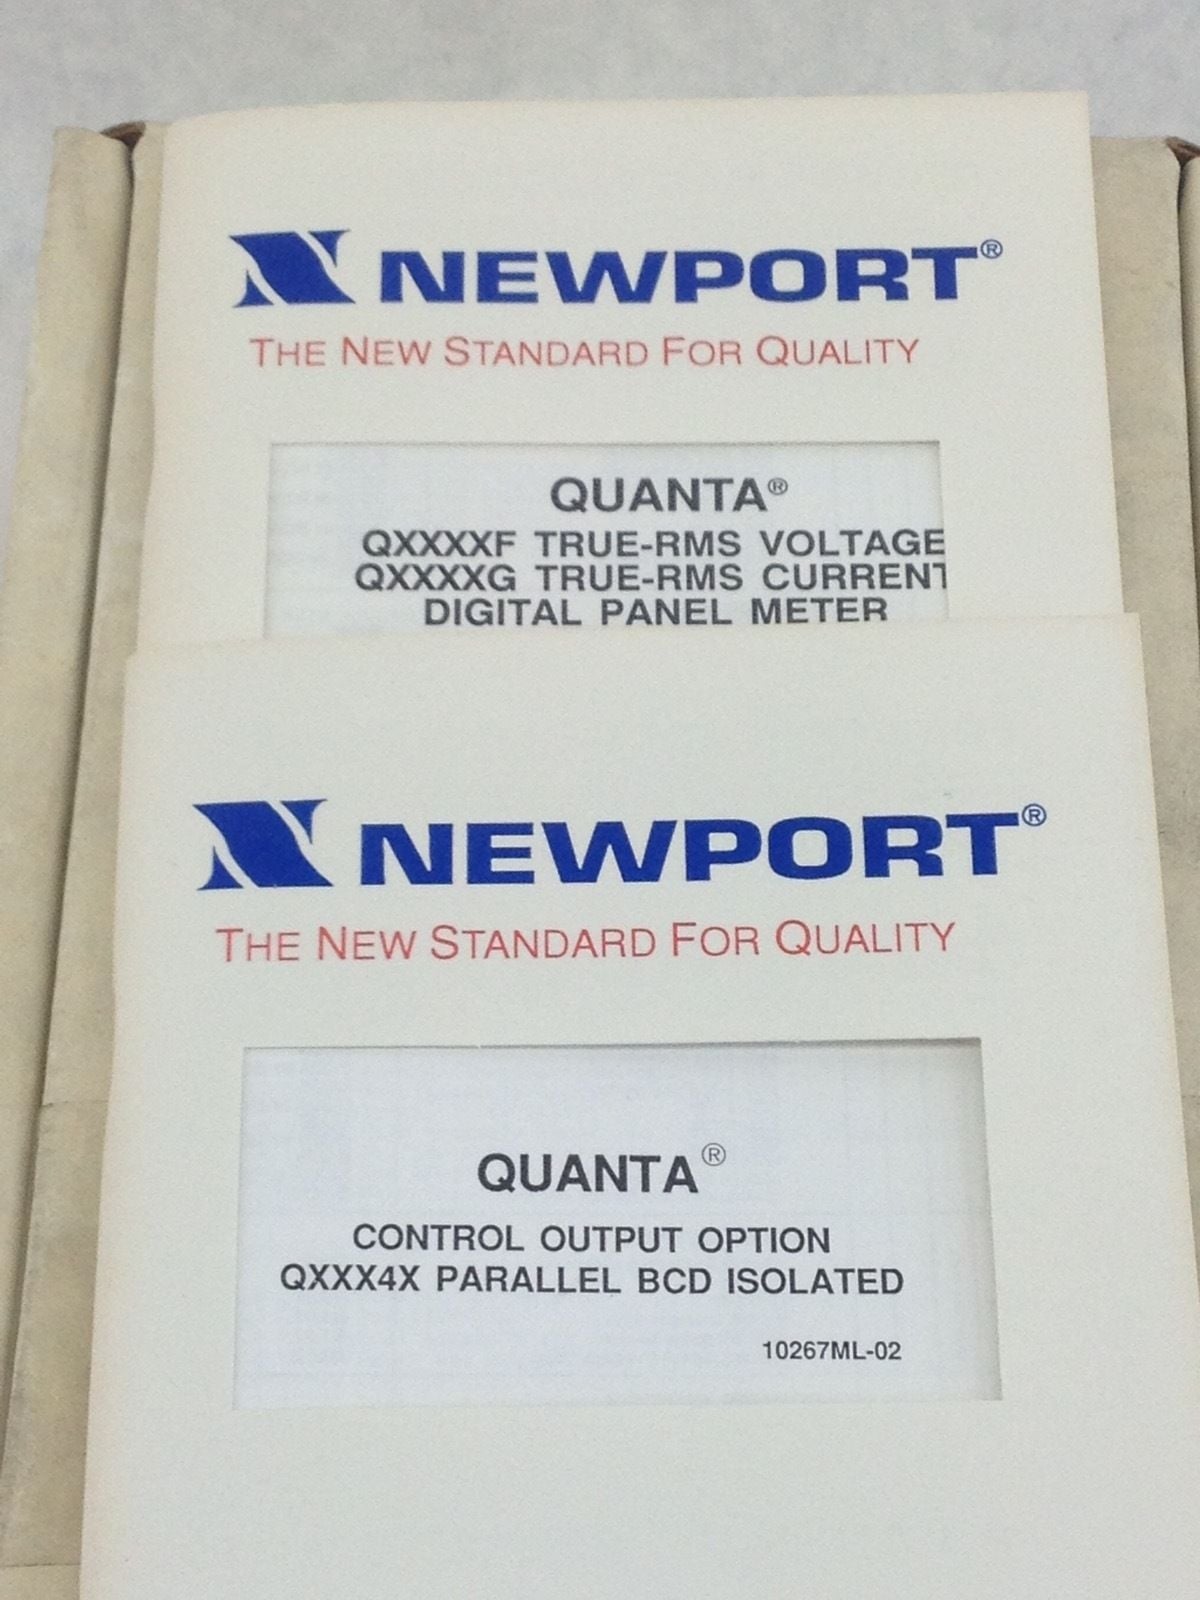 NEWPORT®
THE NEW STANDARD FOR QUALITY
QUANTA®
QXXXXF TRUE-RMS VOLTAGE
QXXXXG TRUE-RMS CURRENT
DIGITAL PANEL METER
NEWPORT®
THE NEW STANDARD FOR QUALITY
QUANTA®
CONTROL OUTPUT OPTION
QXXX4X PARALLEL BCD ISOLATED
10267ML-02